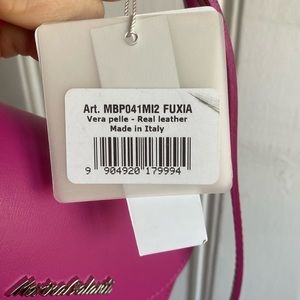 Art. MBP041MI2 FUXIA
Vera pelle - Real leather
Made in Italy
9 904920 179994